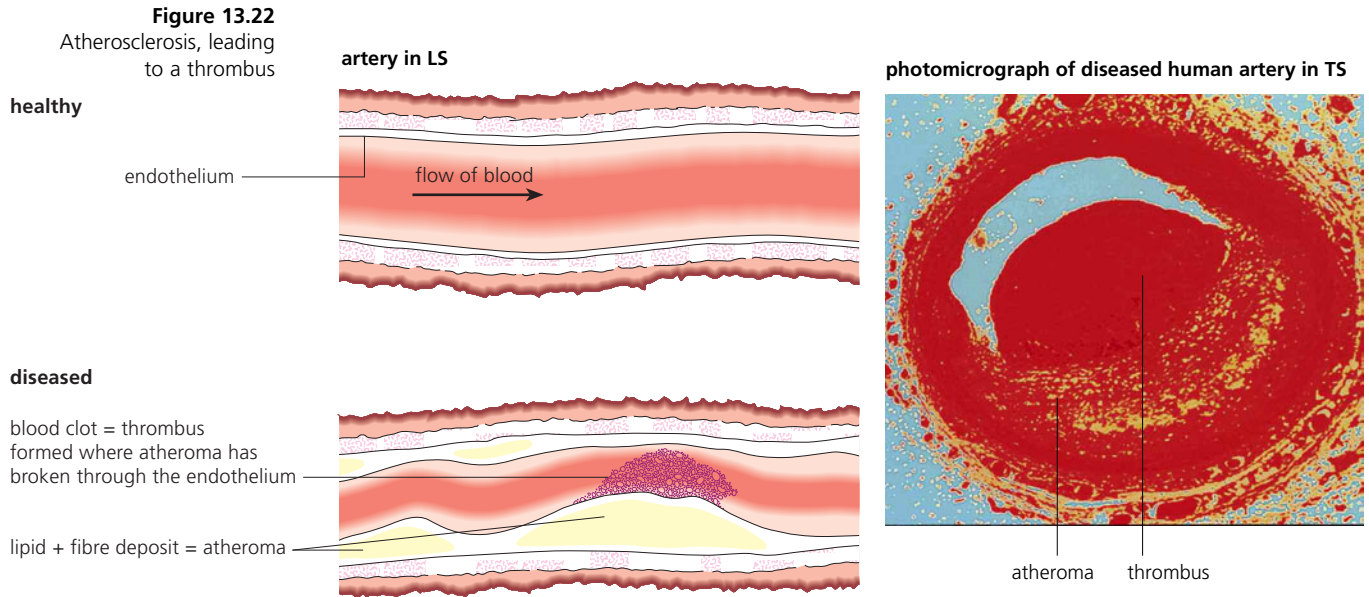 Figure 13.22
Atherosclerosis, leading
to a thrombus
artery in LS
photomicrograph of diseased human artery in TS
healthy
endothelium
flow of blood
diseased
blood clot = thrombus
formed where atheroma has
broken through the endothelium
lipid + fibre deposit = atheroma
atheroma
thrombus